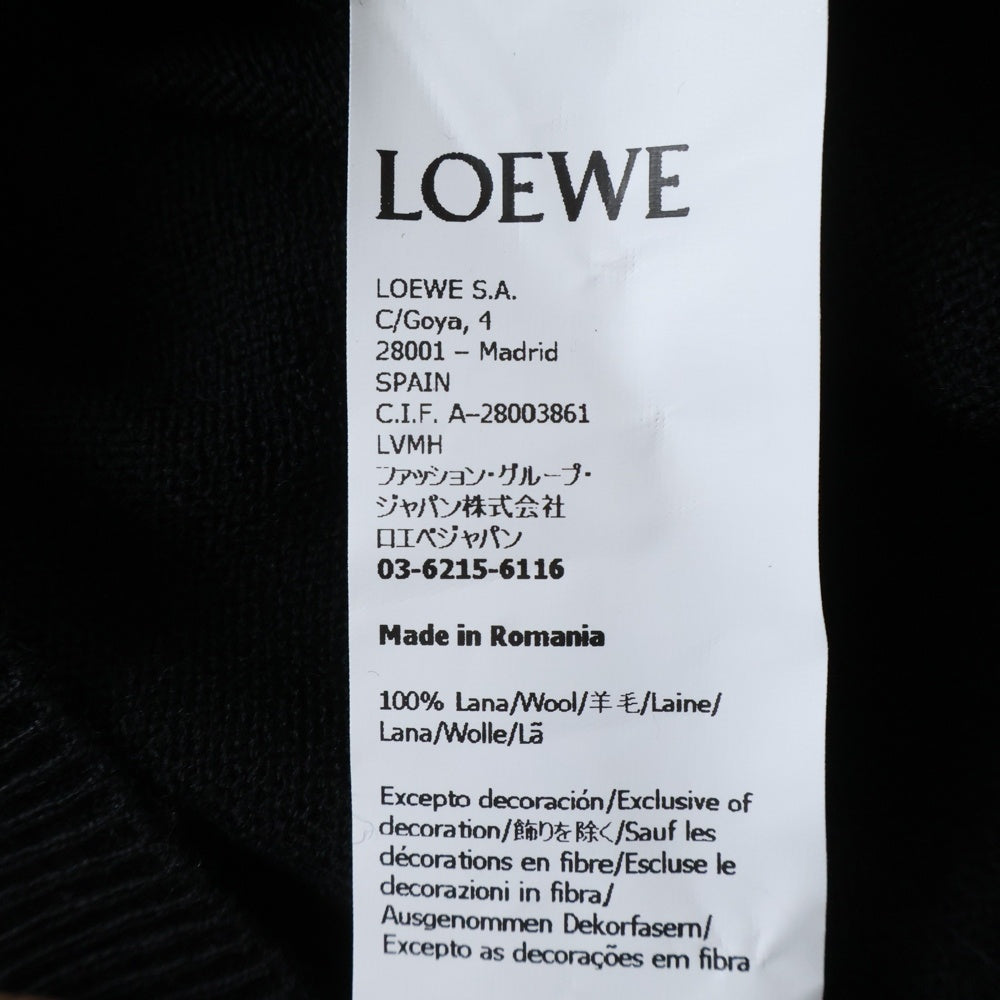 LOEWE
LOEWE S.A.
C/Goya, 4
28001 – Madrid
SPAIN
C.I.F. A–28003861
LVMH
ファッション・グループ・
ジャパン株式会社
ロエベジャパン
03-6215-6116
Made in Romania
100% Lana/Wool/羊毛/Laine/
Lana/Wolle/Lã
Excepto decoración/Exclusive of
decoration/飾りを除く/Sauf les
décorations en fibre/Escluse le
decorazioni in fibra/
Ausgenommen Dekorfasern/
Excepto as decorações em fibra